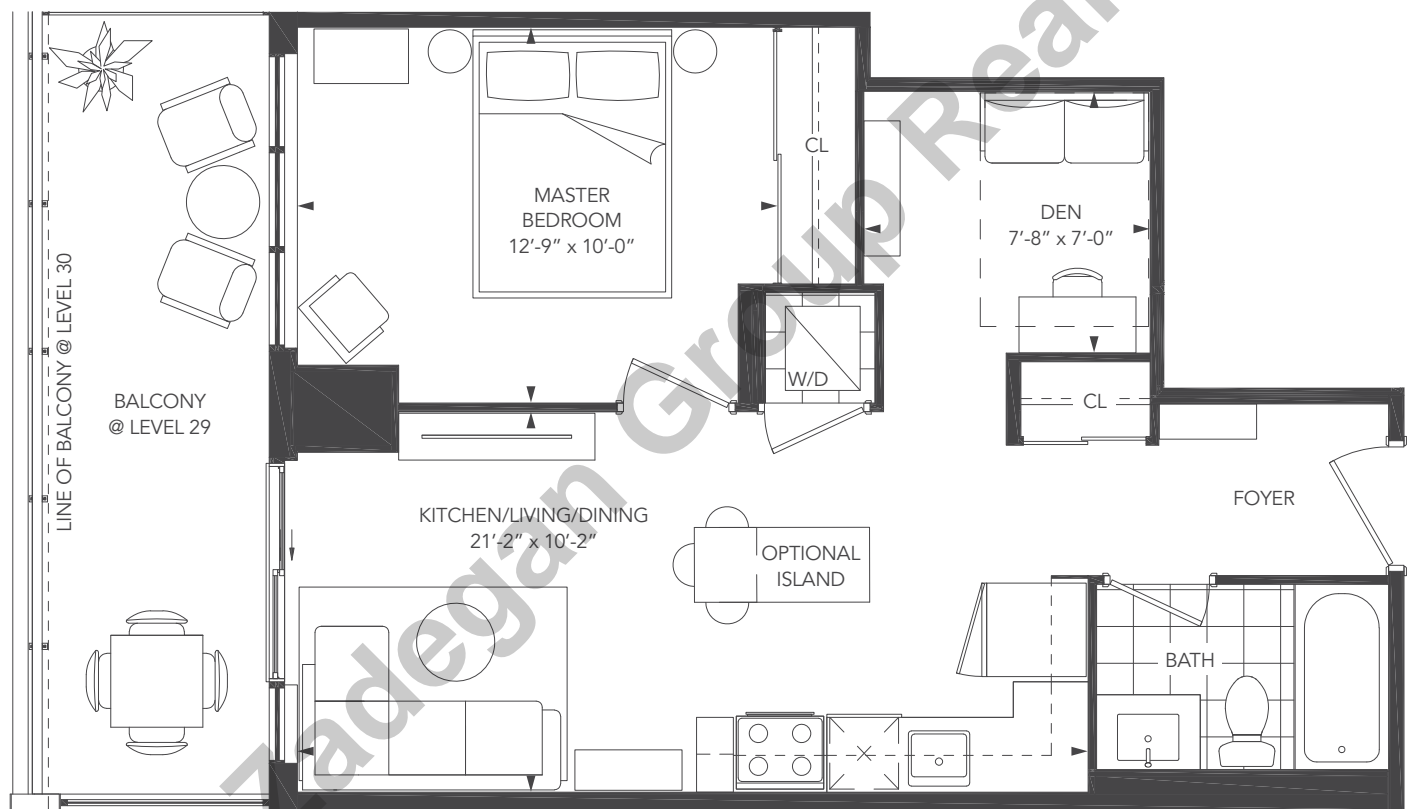 MASTER
BEDROOM
12'-9" x 10'-0"
CL
DEN
7'-8" x 7'-0"
W/D
CL
LINE OF BALCONY @ LEVEL 30
BALCONY
@ LEVEL 29
KITCHEN/LIVING/DINING
21'-2" x 10'-2"
OPTIONAL
ISLAND
FOYER
BATH
Zadegan Group